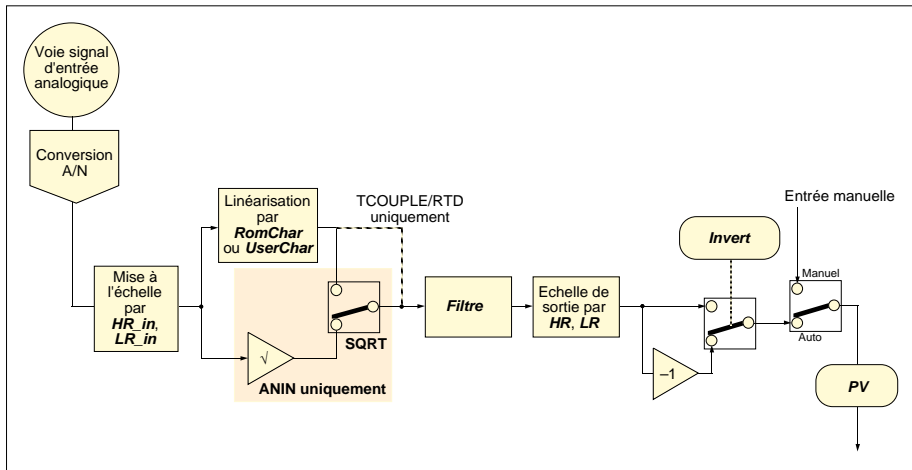 Voie signal
d'entrée
analogique
Conversion
A/N
Mise à
l'échelle
par
HR_in,
LR_in
Linéarisation
par
RomChar
ou UserChar
TCOUPLE/RTD
uniquement
√
SQRT
ANIN uniquement
Filtre
Echelle de
sortie par
HR, LR
–1
Invert
Entrée manuelle
Manuel
Auto
PV